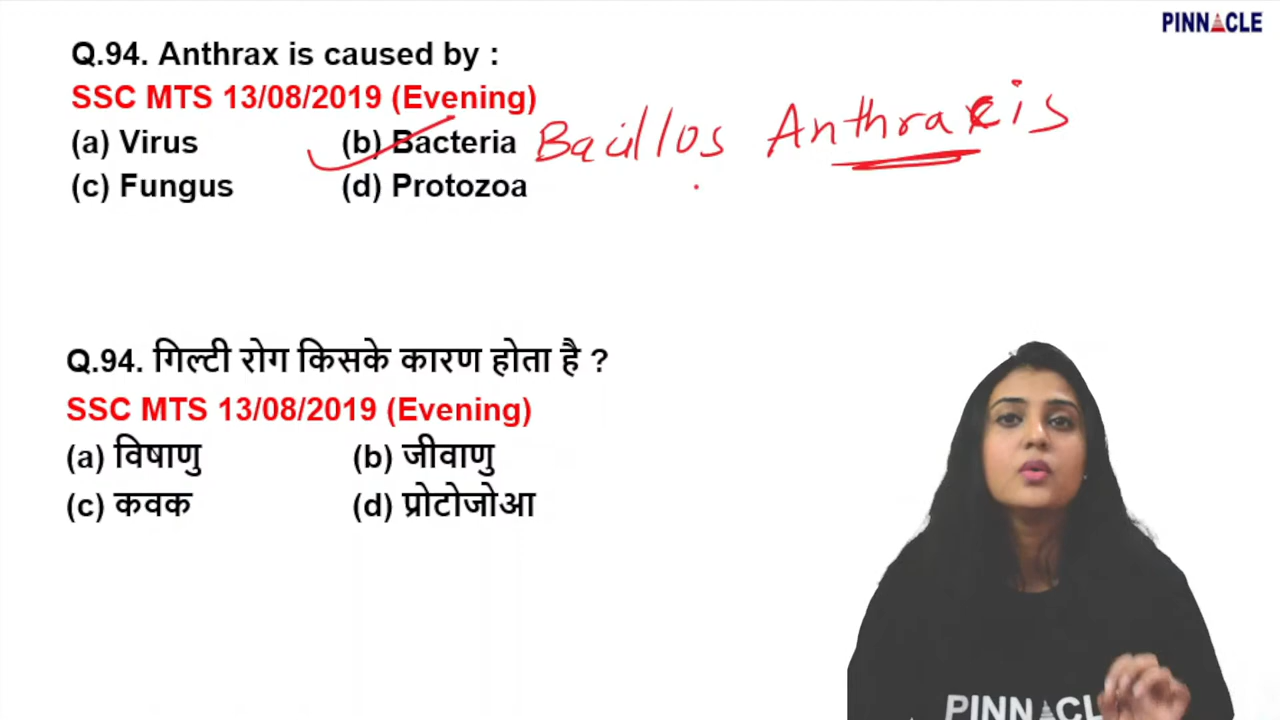 PINNACLE
Q.94. Anthrax is caused by :
SSC MTS 13/08/2019 (Evening)
(a) Virus (b) Bacteria Bacillos Anthracis
(c) Fungus (d) Protozoa
Q.94. गिल्टी रोग किसके कारण होता है ?
SSC MTS 13/08/2019 (Evening)
(a) विषाणु (b) जीवाणु
(c) कवक (d) प्रोटोजोआ
PINNACLE